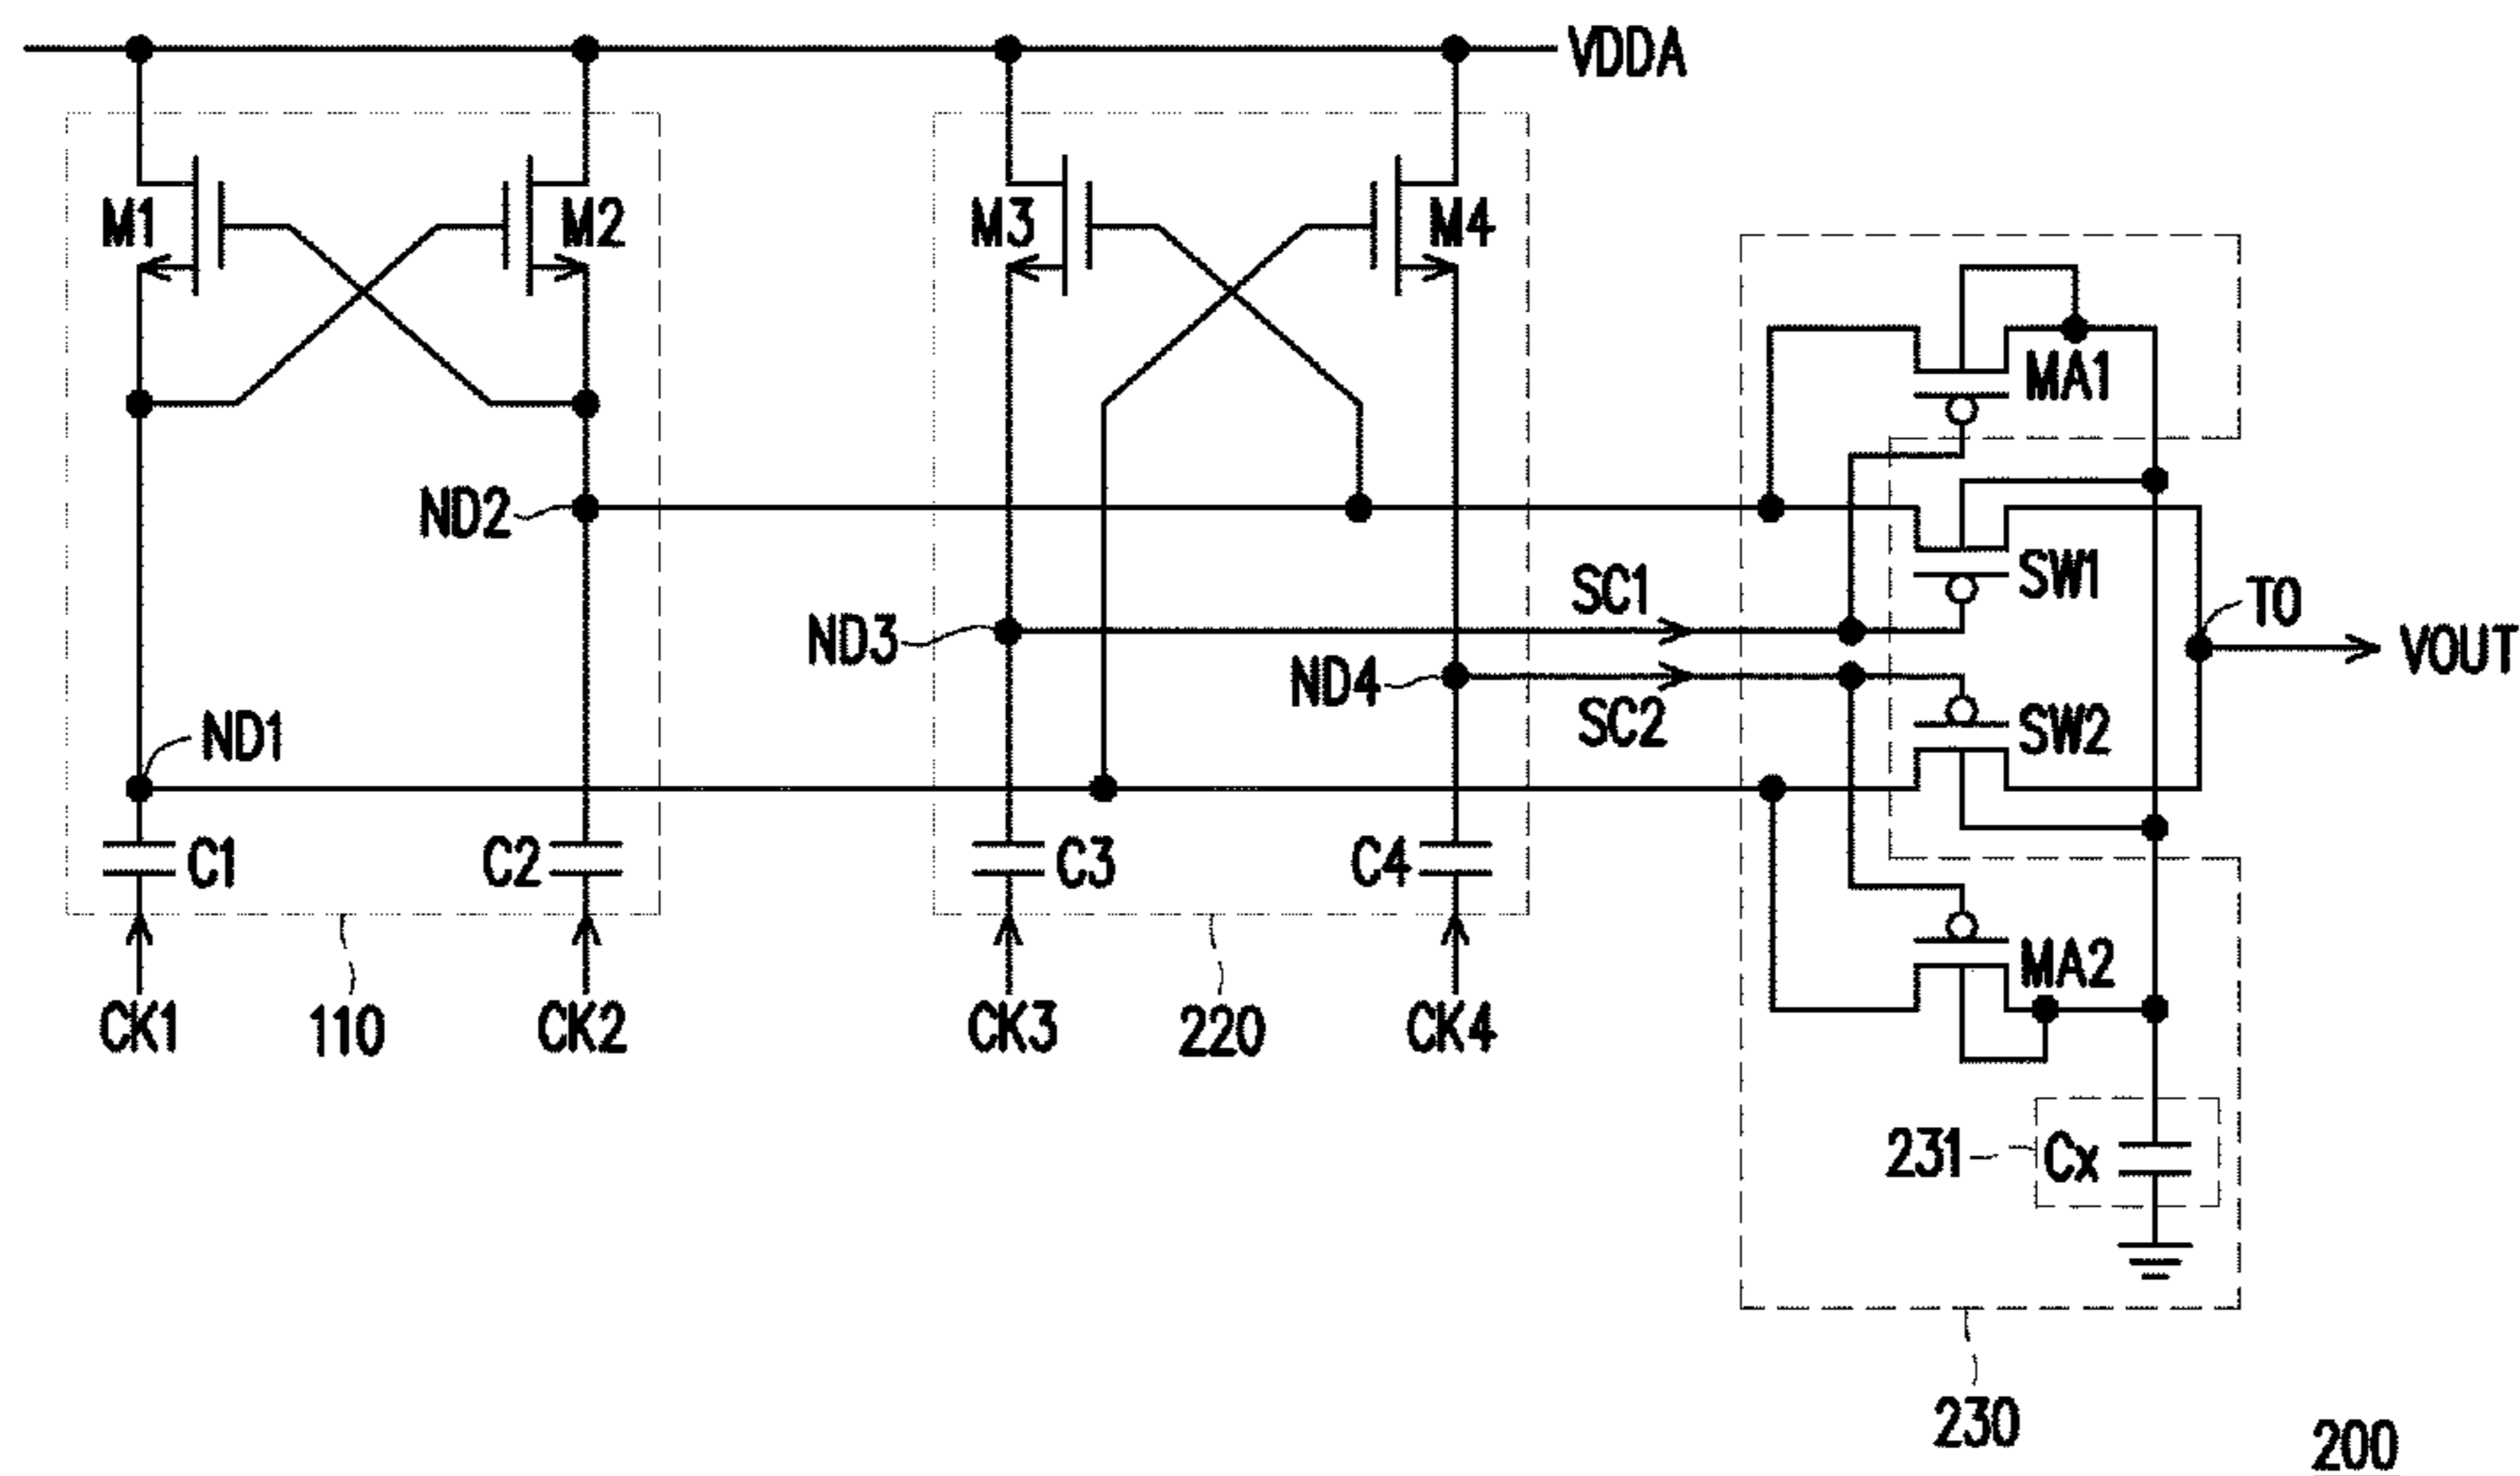 VDDA
M1
M2
M3
M4
MA1
ND2
SW1
SC1
TO
ND3
VOUT
ND4
SC2
SW2
ND1
C1
C2
C3
C4
MA2
CK1
110
CK2
CK3
220
CK4
231
Cx
230
200